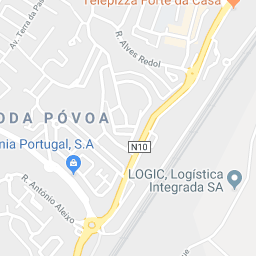 Telepizza Forte da Casa
Av. Terra da Pas
R. Alves Redol
ODA PÓVOA
N10
nia Portugal, S.A
LOGIC, Logística
Integrada SA
R. António Aleixo